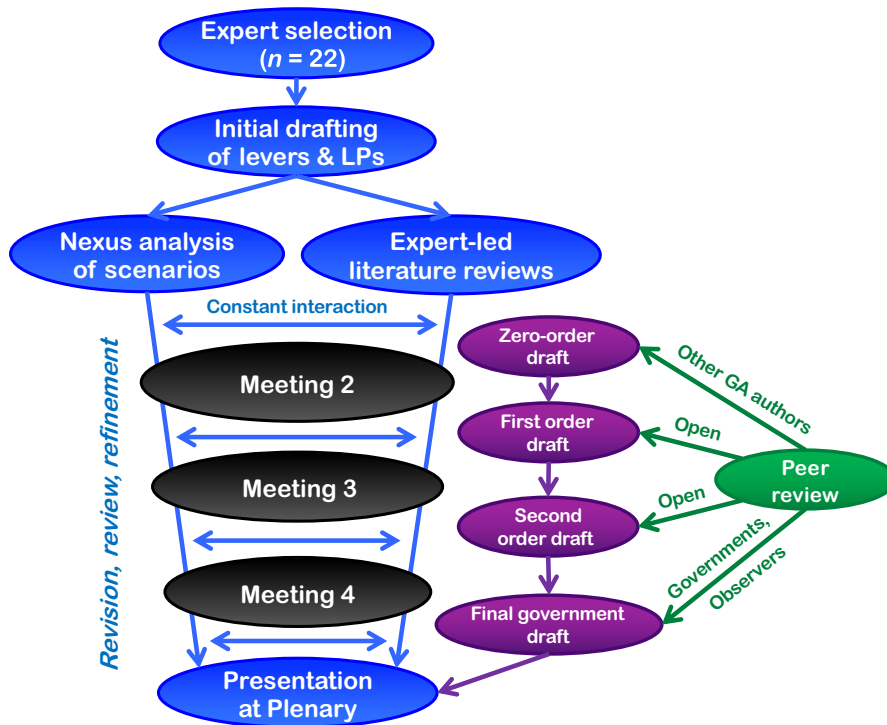 Expert selection
(n = 22)
Initial drafting
of levers & LPs
Nexus analysis
of scenarios
Expert-led
literature reviews
Constant interaction
Revision, review, refinement
Meeting 2
Meeting 3
Meeting 4
Presentation
at Plenary
Zero-order
draft
First order
draft
Second
order draft
Final government
draft
Other GA authors
Open
Open
Governments,
Observers
Peer
review